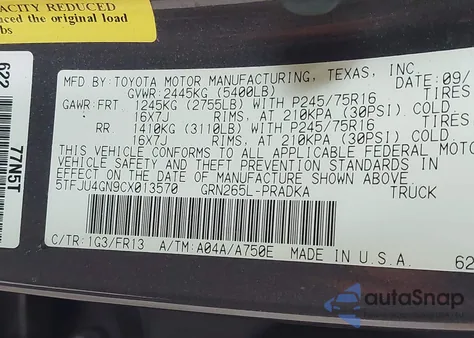 ACITY REDUCED
ced the original load
bs
622
77N5T
MFD. BY: TOYOTA MOTOR MANUFACTURING, TEXAS, INC. 09/
GVWR: 2445KG (5400LB)
GAWR: FRT 1245KG (2755LB) WITH P245/75R16 TIRES
16X7J RIMS, AT 210KPA (30PSI) COLD
RR 1410KG (3110LB) WITH P245/75R16 TIRES
16X7J RIMS, AT 210KPA (30PSI) COLD
THIS VEHICLE CONFORMS TO ALL APPLICABLE FEDERAL MOTOR
VEHICLE SAFETY, BUMPER, AND THEFT PREVENTION STANDARDS IN
EFFECT ON THE DATE OF MANUFACTURE SHOWN ABOVE.
5TFJU4GN9CX013570 GRN265L-PRADKA TRUCK
C/TR: 1G3/FR13 A/TM: A04A/A750E MADE IN U.S.A. 62
autoSnap